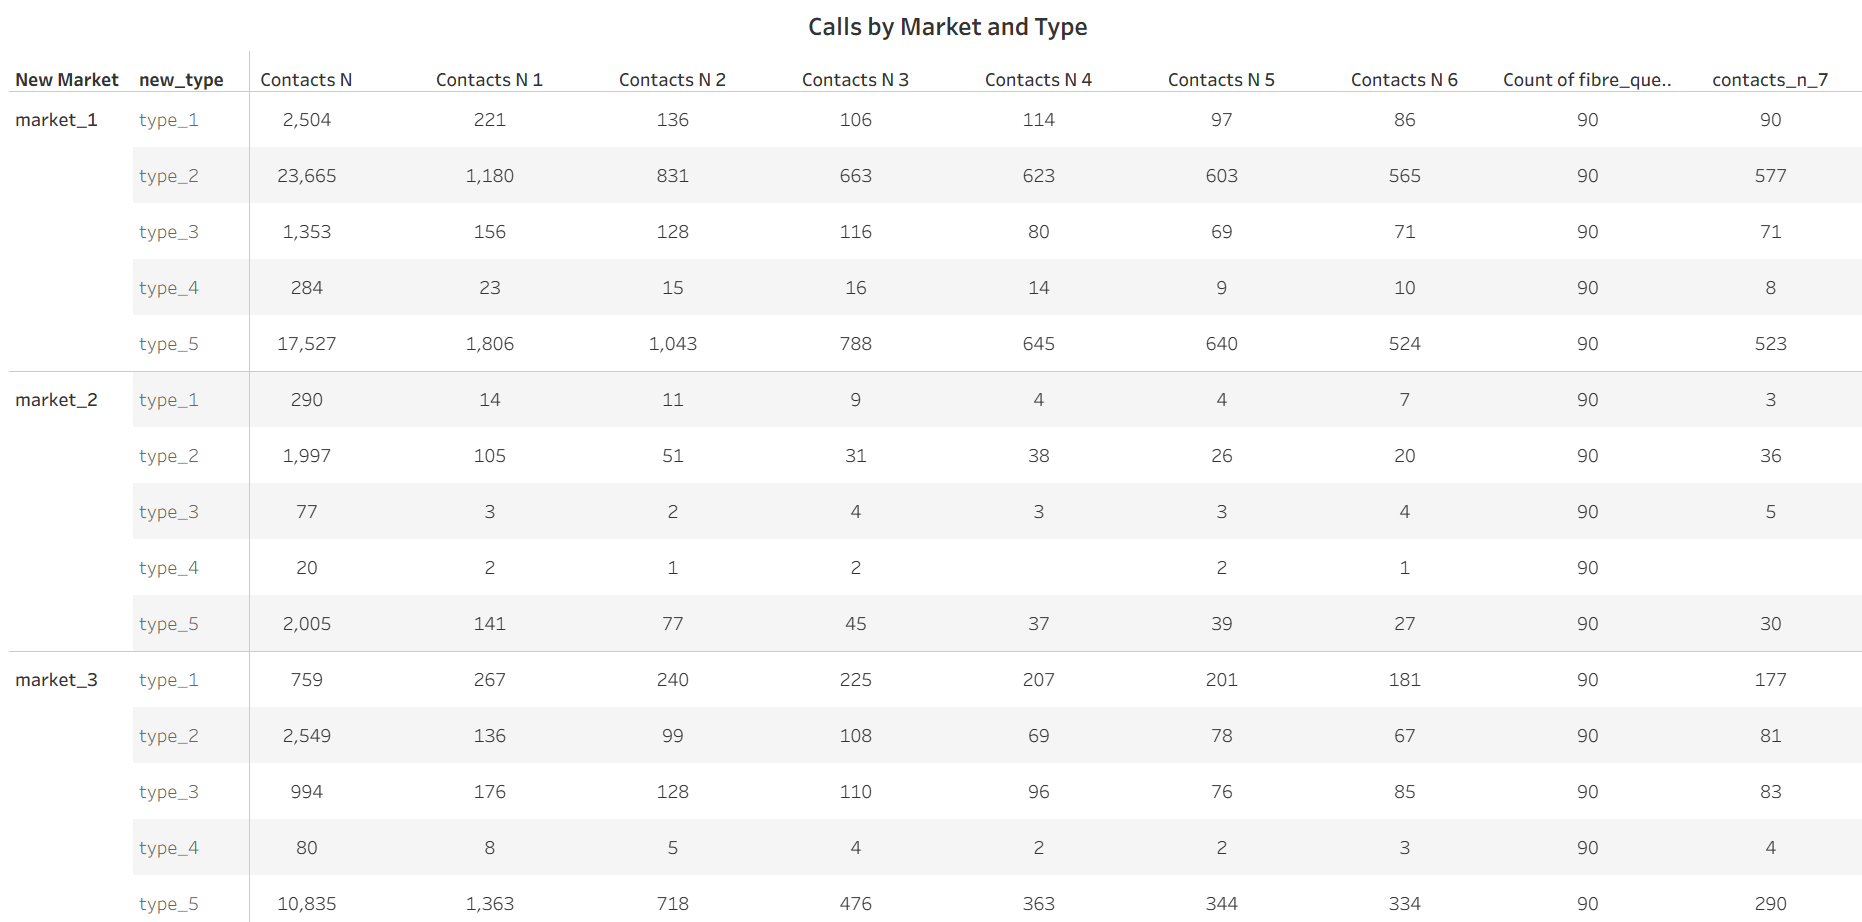 Calls by Market and Type
New Market new_type Contacts N Contacts N 1 Contacts N 2 Contacts N 3 Contacts N 4 Contacts N 5 Contacts N 6 Count of fibre_que.. contacts_n_7
market_1 type_1 2,504 221 136 106 114 97 86 90 90
type_2 23,665 1,180 831 663 623 603 565 90 577
type_3 1,353 156 128 116 80 69 71 90 71
type_4 284 23 15 16 14 9 10 90 8
type_5 17,527 1,806 1,043 788 645 640 524 90 523
market_2 type_1 290 14 11 9 4 4 7 90 3
type_2 1,997 105 51 31 38 26 20 90 36
type_3 77 3 2 4 3 3 4 90 5
type_4 20 2 1 2 2 1 90
type_5 2,005 141 77 45 37 39 27 90 30
market_3 type_1 759 267 240 225 207 201 181 90 177
type_2 2,549 136 99 108 69 78 67 90 81
type_3 994 176 128 110 96 76 85 90 83
type_4 80 8 5 4 2 2 3 90 4
type_5 10,835 1,363 718 476 363 344 334 90 290